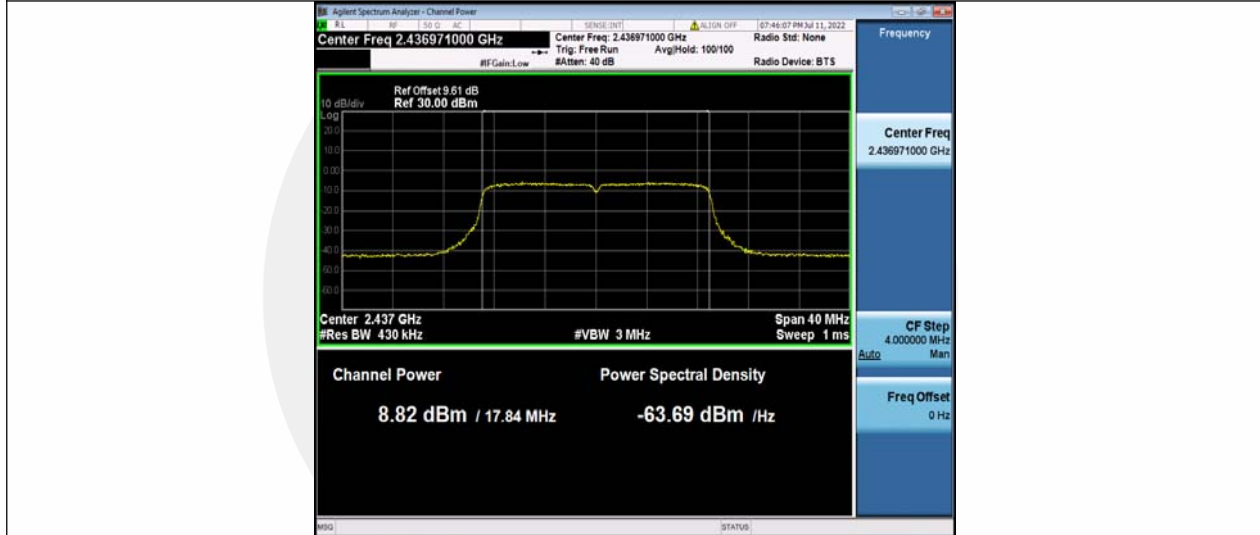 Agilent Spectrum Analyzer - Channel Power
RL RF 50 Ω AC SENSE:INT ALIGN OFF 07:46:07 PM Jul 11, 2022
Center Freq 2.436971000 GHz
Center Freq: 2.436971000 GHz Radio Std: None
Trig: Free Run Avg|Hold: 100/100
#IFGain:Low #Atten: 40 dB Radio Device: BTS
Frequency
Ref Offset 9.61 dB
10 dB/div Ref 30.00 dBm
Log
20.0
10.0
0.00
-10.0
-20.0
-30.0
-40.0
-50.0
-60.0
Center 2.437 GHz Span 40 MHz
#Res BW 430 kHz #VBW 3 MHz Sweep 1 ms
Center Freq
2.436971000 GHz
CF Step
4.000000 MHz
Auto Man
Freq Offset
0 Hz
Channel Power Power Spectral Density
8.82 dBm / 17.84 MHz -63.69 dBm /Hz
MSG STATUS